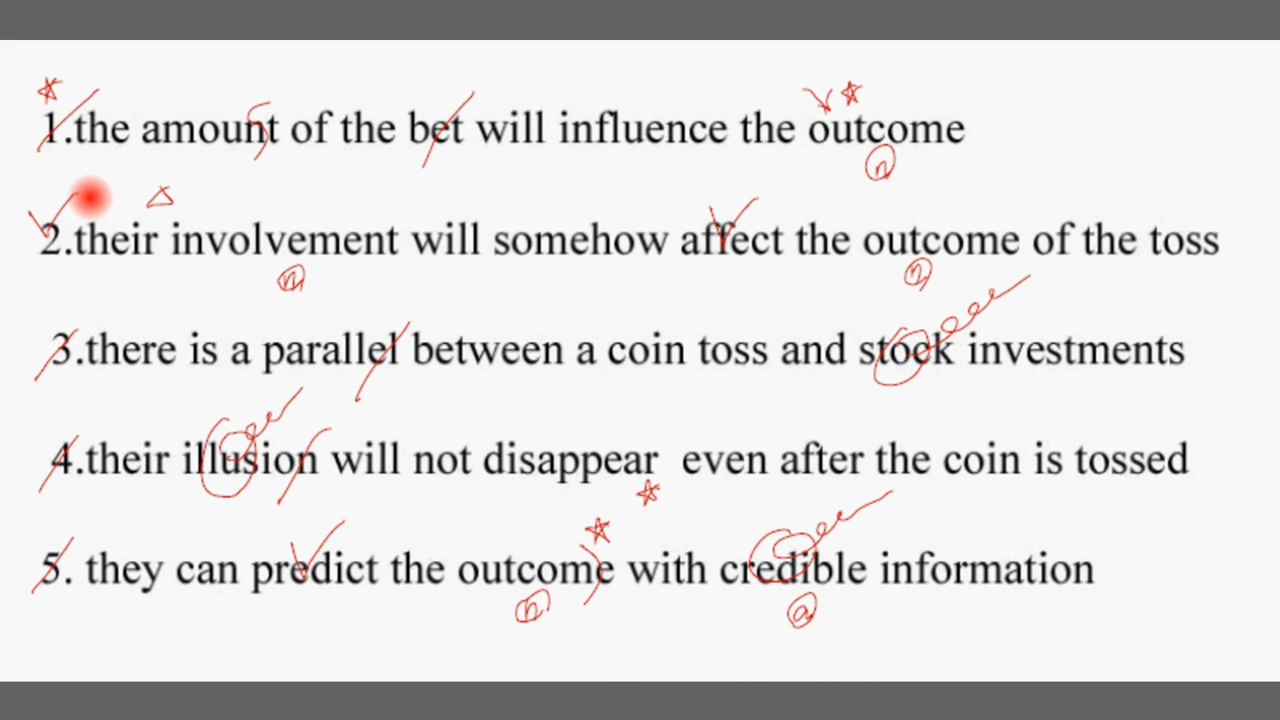 1.the amount of the bet will influence the outcome
n
2.their involvement will somehow affect the outcome of the toss
n n
3.there is a parallel between a coin toss and stock investments
4.their illusion will not disappear even after the coin is tossed
5. they can predict the outcome with credible information
n a